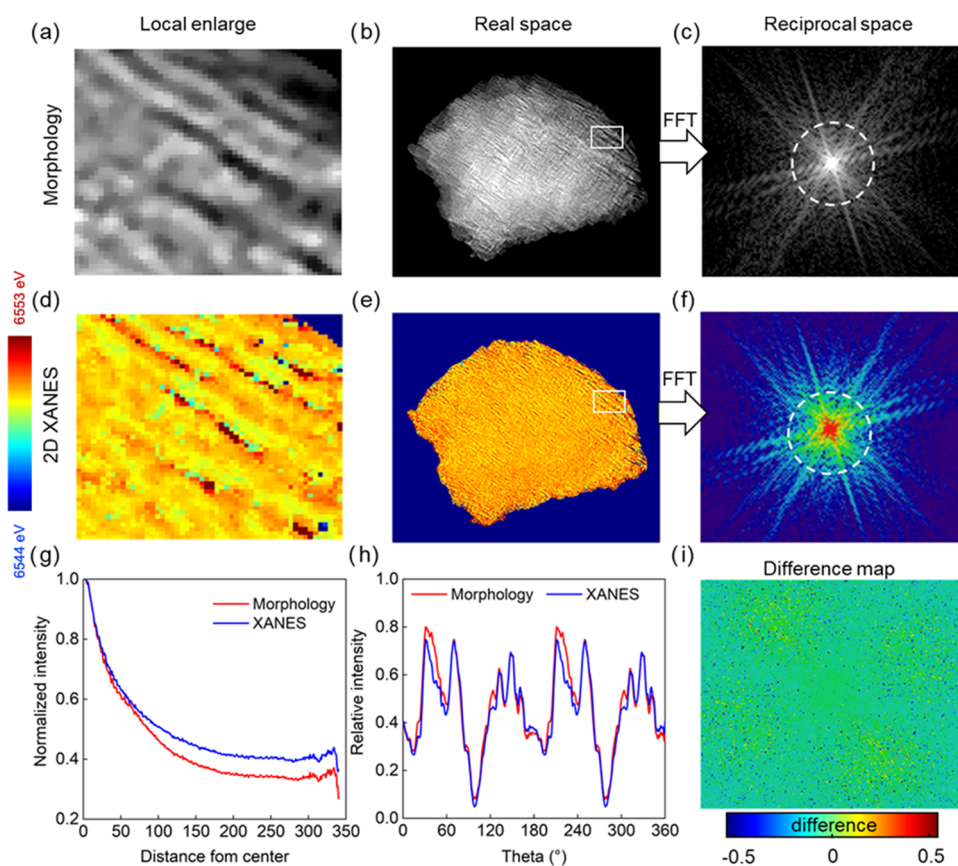 Local enlarge
Real space
Reciprocal space
(a)
(b)
(c)
Morphology
FFT
(d)
(e)
(f)
6553 eV
2D XANES
6544 eV
FFT
(g)
(h)
(i)
Difference map
1.0
0.8
0.6
0.4
0.2
Normalized intensity
Morphology
XANES
0
50
100
150
200
250
300
350
Distance fom center
1.0
0.8
0.6
0.4
0.2
0.0
Relative intensity
Morphology
XANES
0
60
120
180
240
300
360
Theta (°)
difference
-0.5
0
0.5